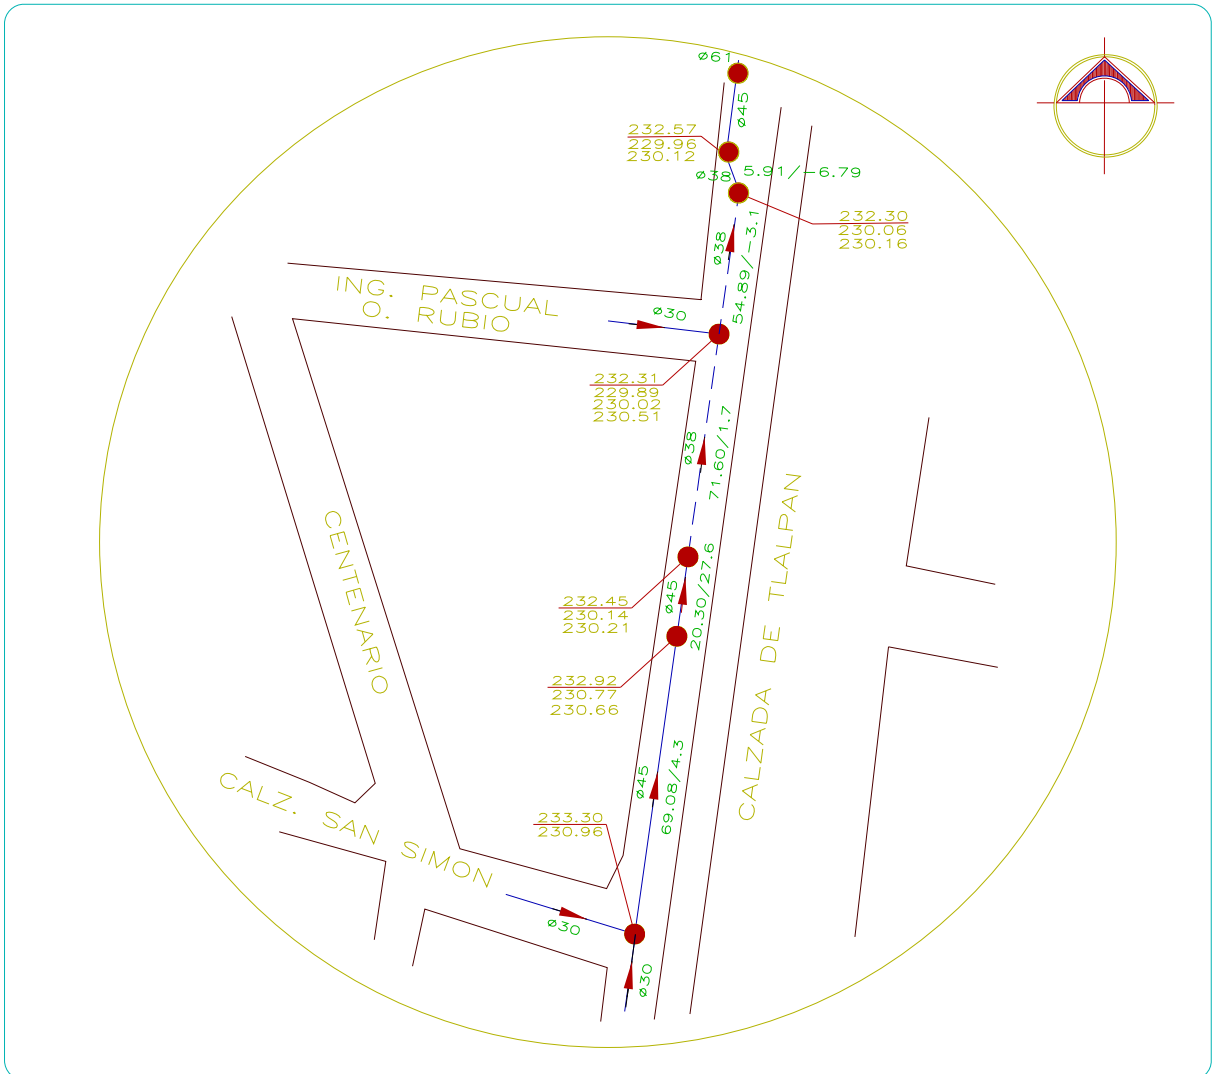 ø61
ø45
232.57
229.96
230.12
5.91/-6.79
ø38
232.30
230.06
230.16
ø38
54.89/-3.1
ING. PASCUAL
O. RUBIO
ø30
232.31
229.89
230.02
230.51
ø38
71.60/1.7
CALZADA DE TLALPAN
CENTENARIO
232.45
230.14
230.21
ø45
20.30/27.6
232.92
230.77
230.66
ø45
69.08/4.3
CALZ. SAN SIMON
233.30
230.96
ø30
ø30